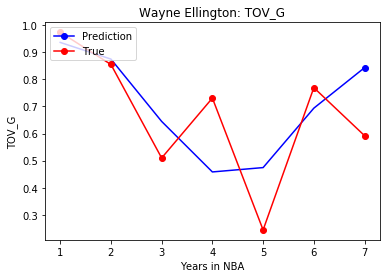 Wayne Ellington: TOV_G
Prediction
True
TOV_G
1.0
0.9
0.8
0.7
0.6
0.5
0.4
0.3
1 2 3 4 5 6 7
Years in NBA